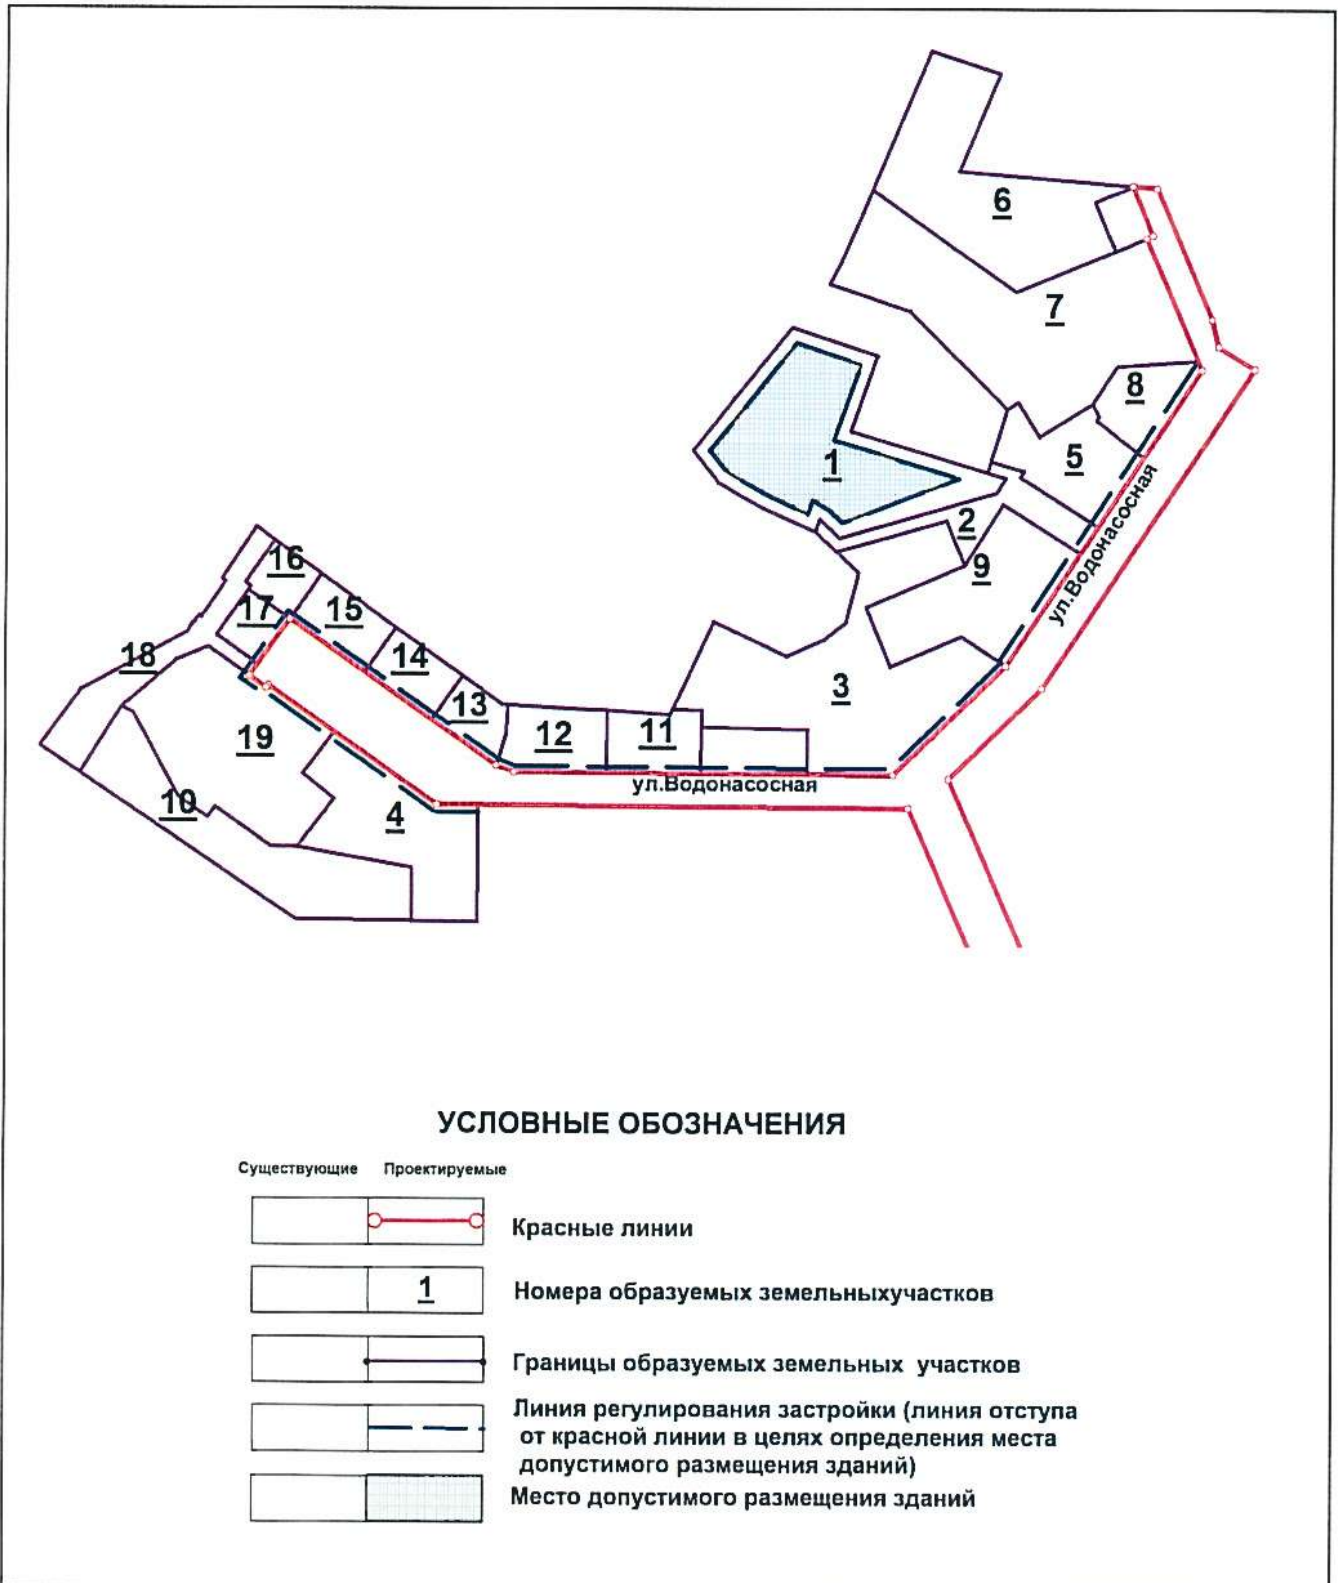 6
7
8
1
5
2
9
ул.Водонасосная
16
17
15
18
14
3
13
19
12
11
ул.Водонасосная
10
4
УСЛОВНЫЕ ОБОЗНАЧЕНИЯ
Существующие Проектируемые
Красные линии
1 Номера образуемых земельныхучастков
Границы образуемых земельных участков
Линия регулирования застройки (линия отступа
от красной линии в целях определения места
допустимого размещения зданий)
Место допустимого размещения зданий